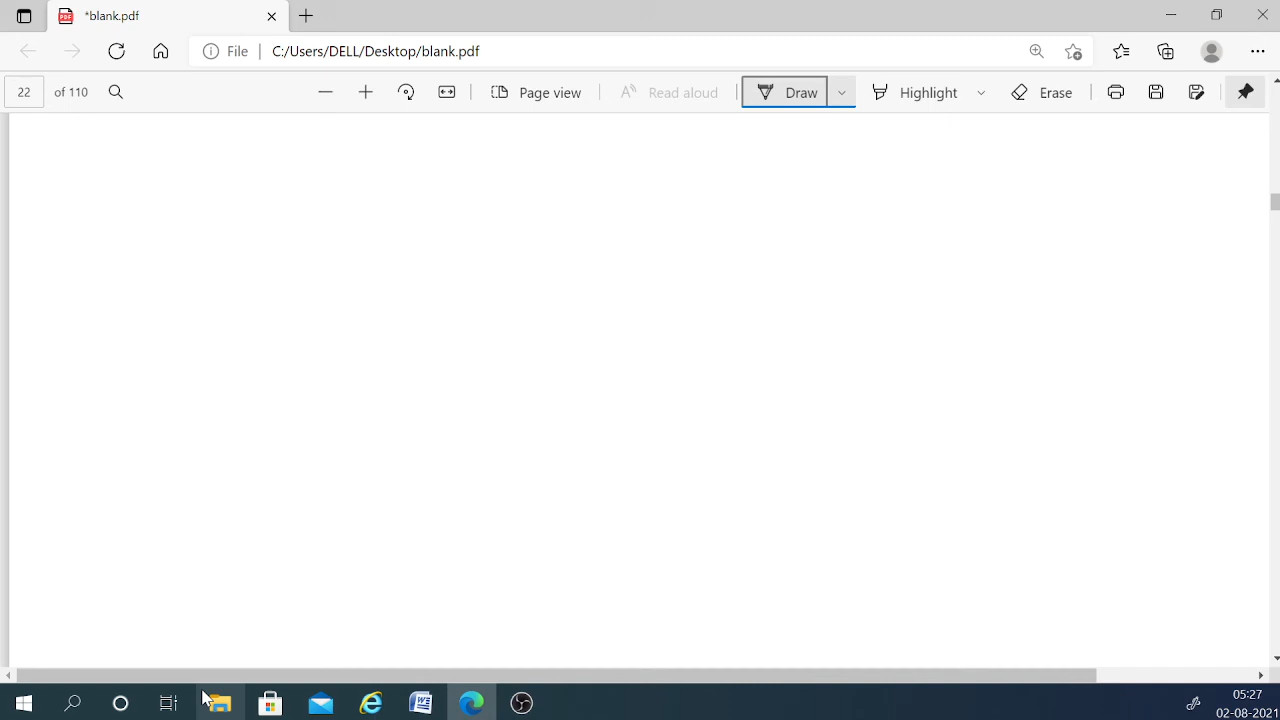 *blank.pdf
File C:/Users/DELL/Desktop/blank.pdf
22 of 110 Page view Read aloud Draw Highlight Erase
05:27
02-08-2021